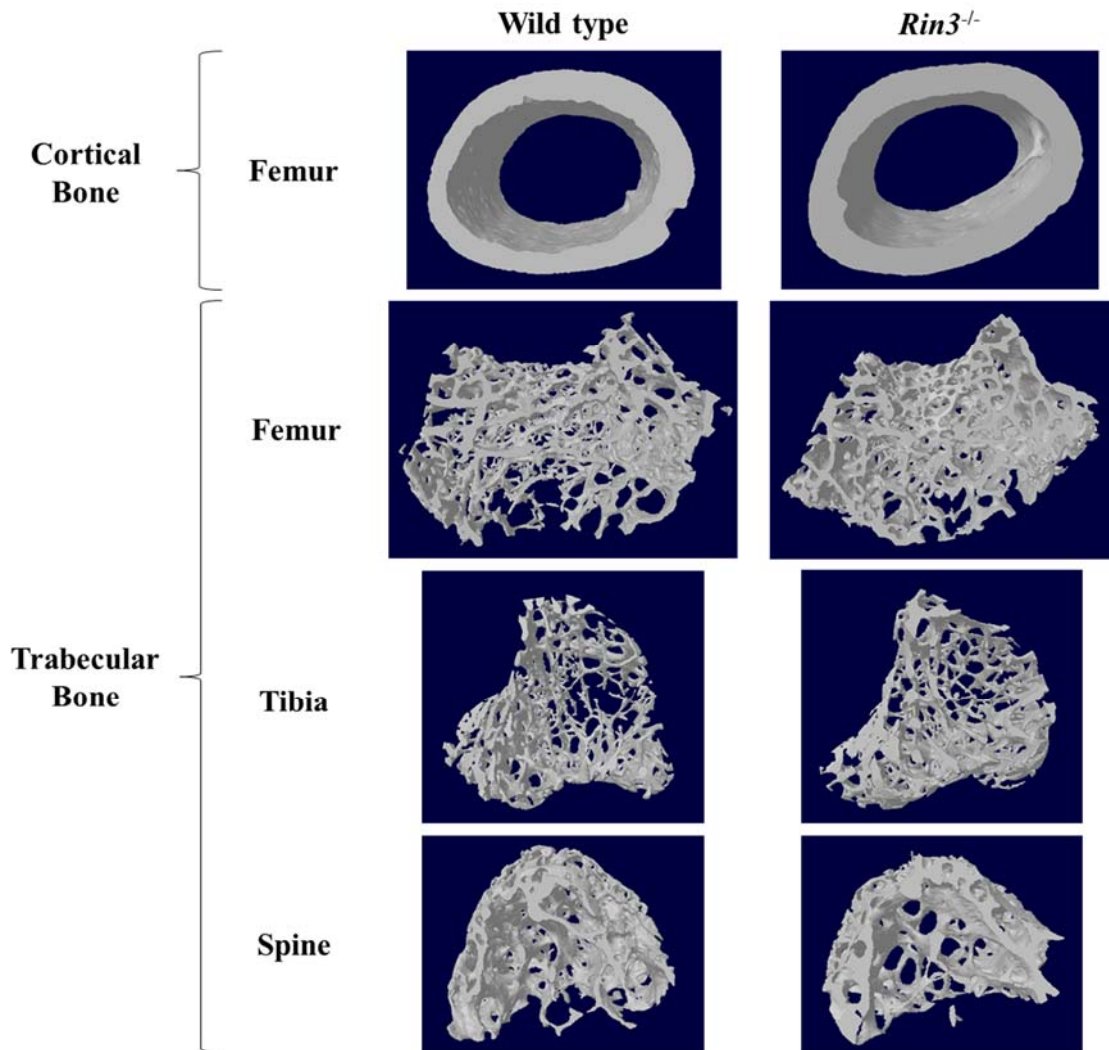 Wild type
Rin3-/-
Cortical
Bone
Femur
Femur
Trabecular
Bone
Tibia
Spine